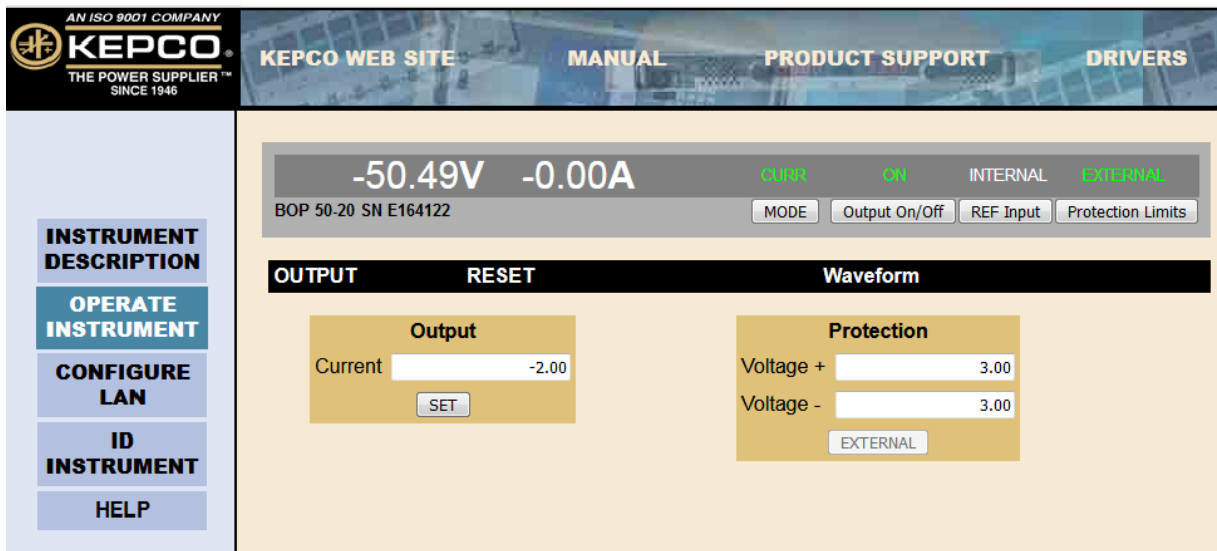 AN ISO 9001 COMPANY
KEPCO®
THE POWER SUPPLIER™
SINCE 1946
KEPCO WEB SITE MANUAL PRODUCT SUPPORT DRIVERS
-50.49V -0.00A CURR ON INTERNAL EXTERNAL
BOP 50-20 SN E164122 MODE Output On/Off REF Input Protection Limits
INSTRUMENT
DESCRIPTION
OPERATE
INSTRUMENT
CONFIGURE
LAN
ID
INSTRUMENT
HELP
OUTPUT RESET Waveform
Output
Current -2.00
SET
Protection
Voltage + 3.00
Voltage - 3.00
EXTERNAL